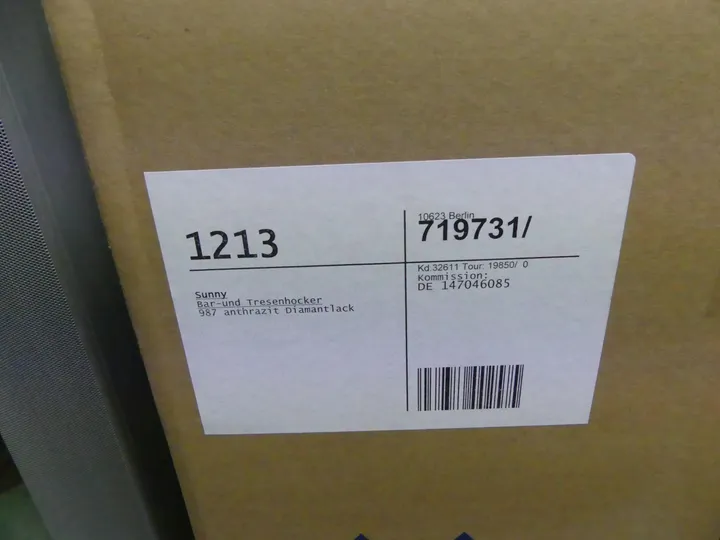 1213
Sunny
Bar-und Tresenhocker
987 anthrazit Diamantlack
10623 Berlin
719731/
Kd.32611 Tour: 19850/ 0
Kommission:
DE 147046085